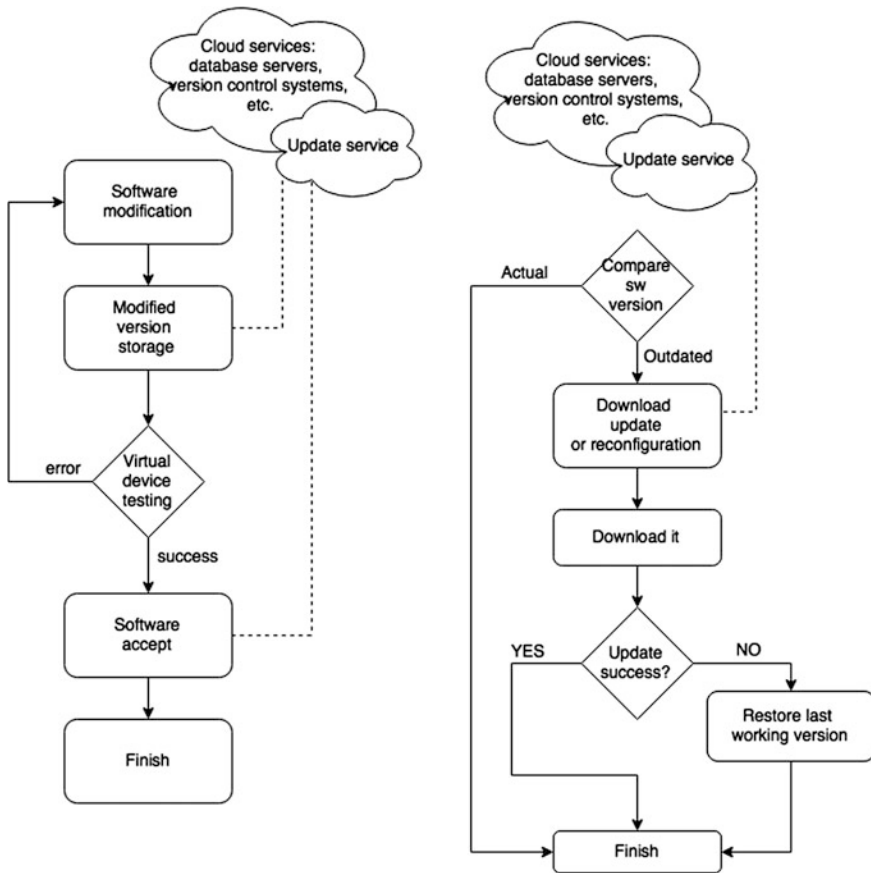 Cloud services:
database servers,
version control systems,
etc.
Update service
Software
modification
Modified
version
storage
error
Virtual
device
testing
success
Software
accept
Finish
Cloud services:
database servers,
version control systems,
etc.
Update service
Actual
Compare
sw
version
Outdated
Download
update
or reconfiguration
Download it
YES
Update
success?
NO
Restore last
working version
Finish